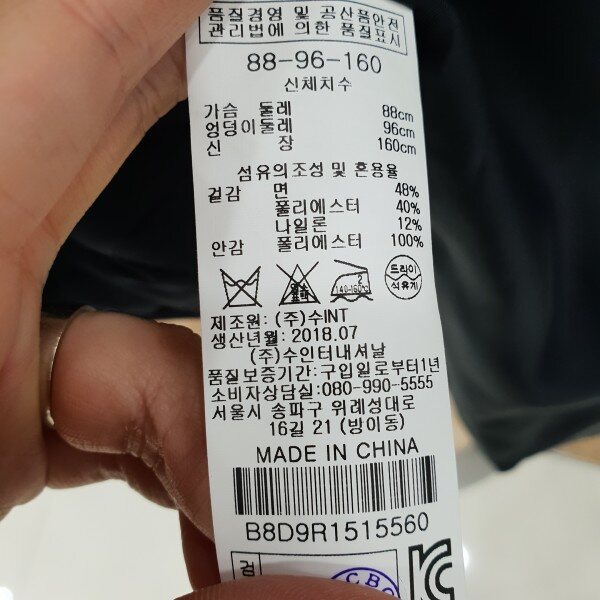 품질경영 및 공산품안전
관리법에 의한 품질표시
88-96-160
신체치수
가슴 둘레 88cm
엉덩이둘레 96cm
신 장 160cm
섬유의조성 및 혼용율
겉감 면 48%
폴리에스터 40%
나일론 12%
안감 폴리에스터 100%
2
140-160℃
드라이
석유계
제조원: (주)수INT
생산년월: 2018.07
(주)수인터내셔날
품질보증기간: 구입일로부터1년
소비자상담실: 080-990-5555
서울시 송파구 위례성대로
16길 21 (방이동)
MADE IN CHINA
B8D9R1515560
검
CBO